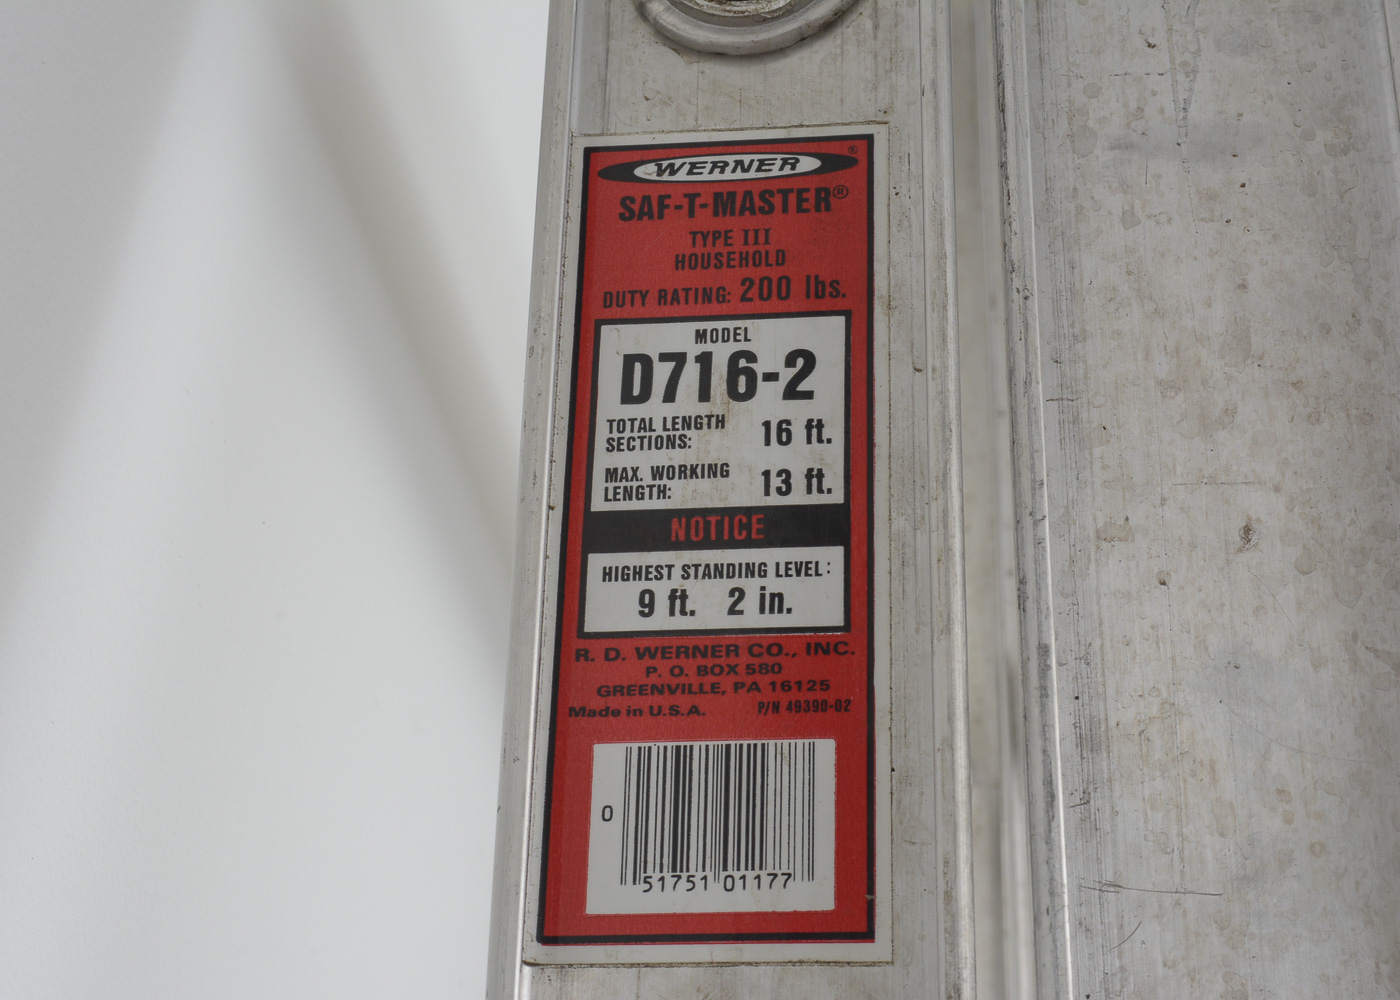 WERNER®
SAF-T-MASTER®
TYPE III
HOUSEHOLD
DUTY RATING: 200 lbs.
MODEL
D716-2
TOTAL LENGTH
SECTIONS: 16 ft.
MAX. WORKING
LENGTH: 13 ft.
NOTICE
HIGHEST STANDING LEVEL:
9 ft. 2 in.
R. D. WERNER CO., INC.
P. O. BOX 580
GREENVILLE, PA 16125
Made in U.S.A. P/N 49390-02
0 51751 01177